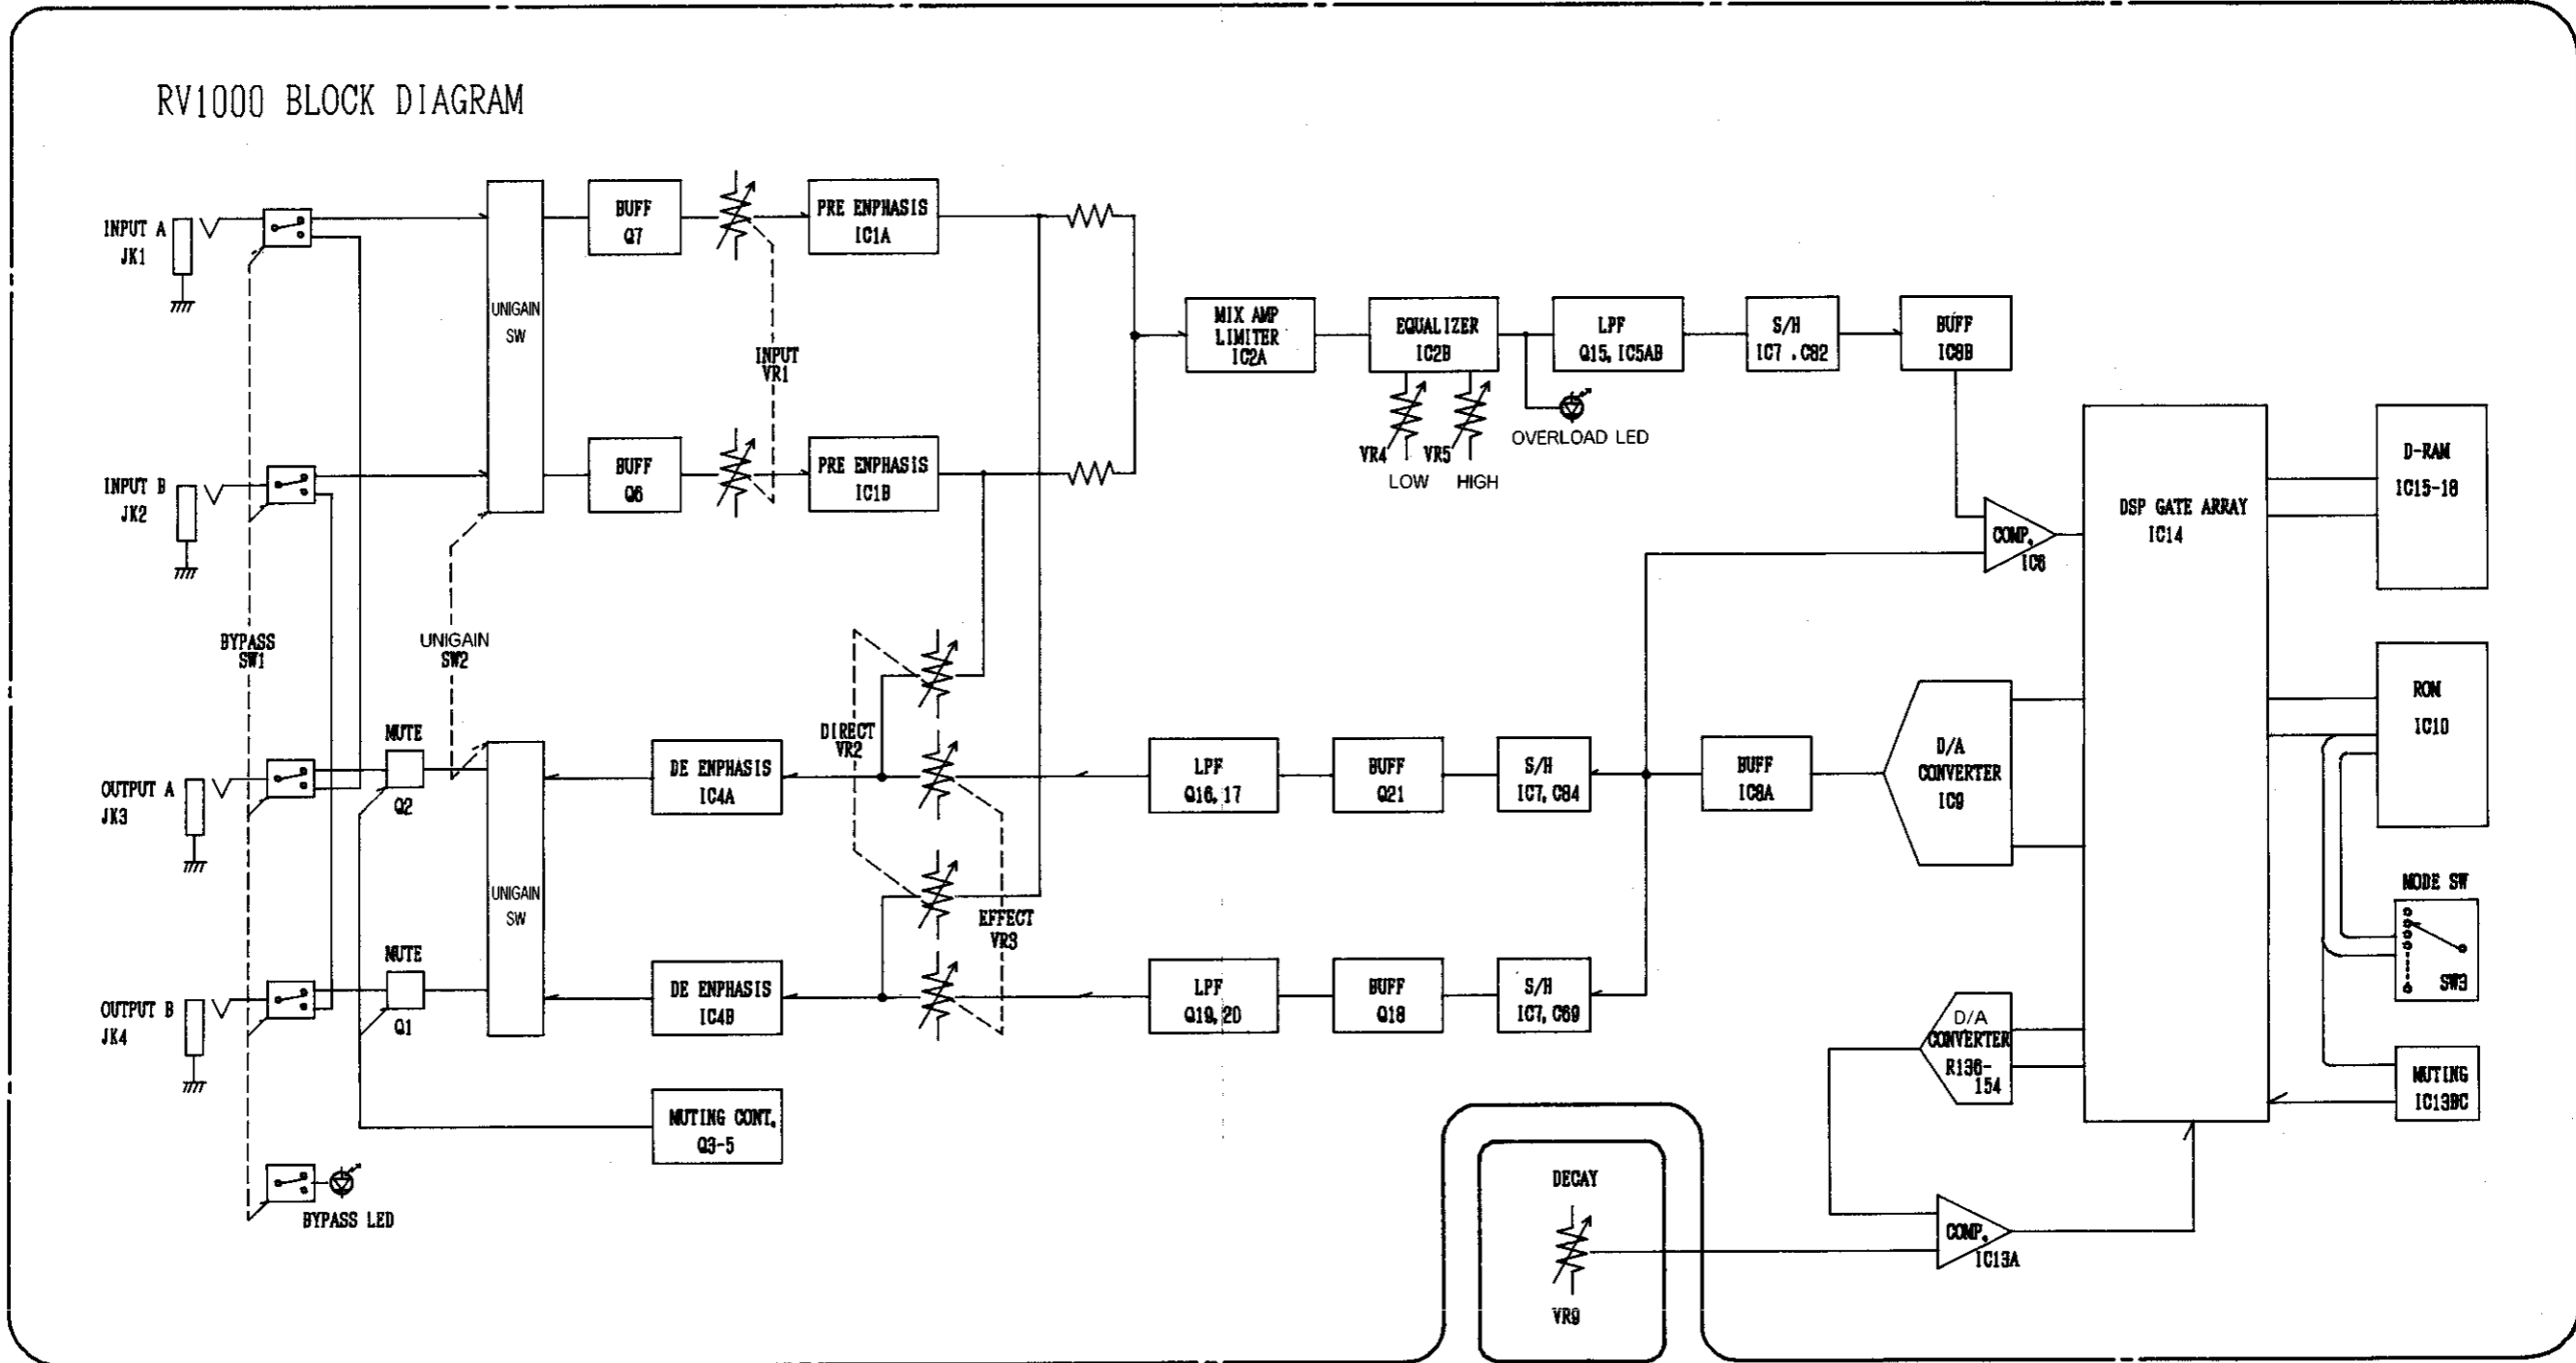 RV1000 BLOCK DIAGRAM
INPUT A
JK1
UNIGAIN
SW
BUFF
Q7
PRE ENPHASIS
IC1A
INPUT
VR1
INPUT B
JK2
BUFF
Q6
PRE ENPHASIS
IC1B
MIX AMP
LIMITER
IC2A
EQUALIZER
IC2B
VR4
LOW
VR5
HIGH
LPF
Q15, IC5AB
OVERLOAD LED
S/H
IC7 , C82
BUFF
IC8B
COMP.
IC6
DSP GATE ARRAY
IC14
D-RAM
IC15-18
ROM
IC10
MODE SW
SW3
MUTING
IC13BC
BYPASS
SW1
UNIGAIN
SW2
OUTPUT A
JK3
MUTE
Q2
UNIGAIN
SW
DE ENPHASIS
IC4A
DIRECT
VR2
EFFECT
VR3
LPF
Q16, 17
BUFF
Q21
S/H
IC7, C84
BUFF
IC8A
D/A
CONVERTER
IC9
OUTPUT B
JK4
MUTE
Q1
DE ENPHASIS
IC4B
LPF
Q19, 20
BUFF
Q18
S/H
IC7, C69
D/A
CONVERTER
R136-
154
MUTING CONT.
Q3-5
BYPASS LED
DECAY
VR9
COMP.
IC13A